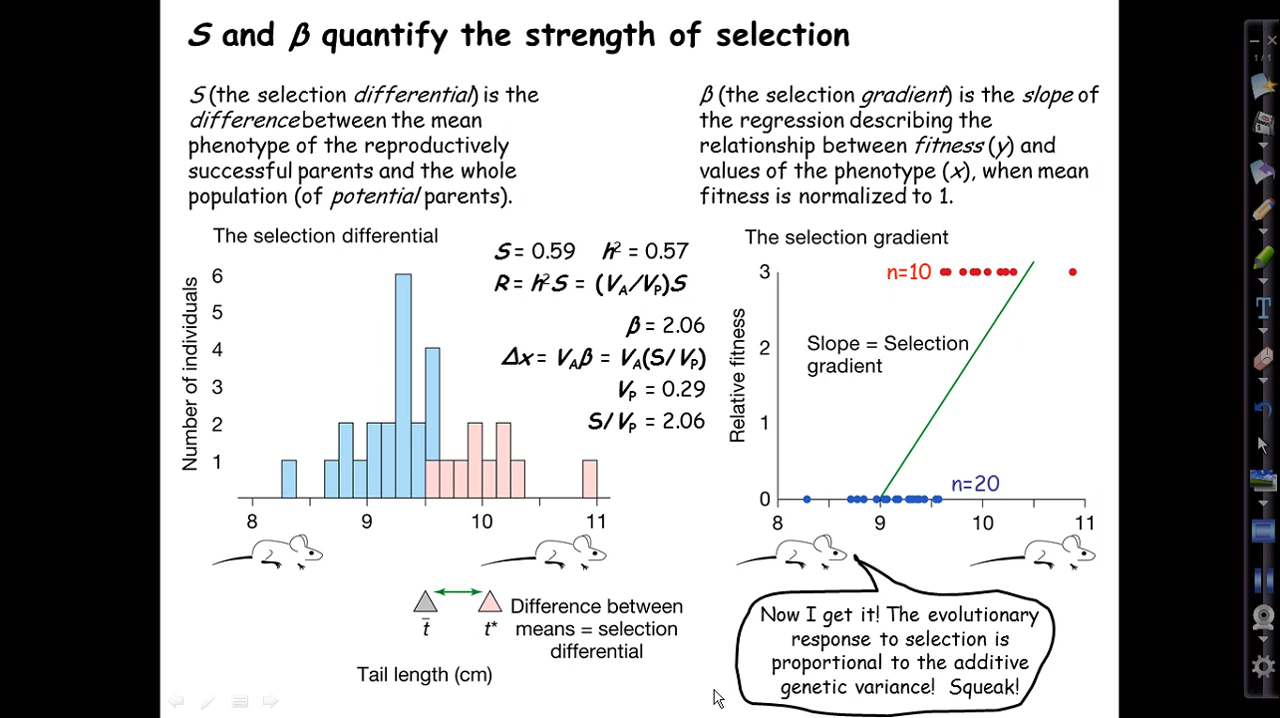 S and β quantify the strength of selection
S (the selection differential) is the
difference between the mean
phenotype of the reproductively
successful parents and the whole
population (of potential parents).
β (the selection gradient) is the slope of
the regression describing the
relationship between fitness (y) and
values of the phenotype (x), when mean
fitness is normalized to 1.
The selection differential
Number of individuals
6
5
4
3
2
1
8 9 10 11
S = 0.59 h² = 0.57
R = h²S = (VA/VP)S
β = 2.06
Δx = VAβ = VA(S/VP)
VP = 0.29
S/VP = 2.06
The selection gradient
Relative fitness
3
2
1
0
n=10
Slope = Selection
gradient
n=20
8 9 10 11
t̄ t*
Difference between
means = selection
differential
Tail length (cm)
Now I get it! The evolutionary
response to selection is
proportional to the additive
genetic variance! Squeak!
1/1
T